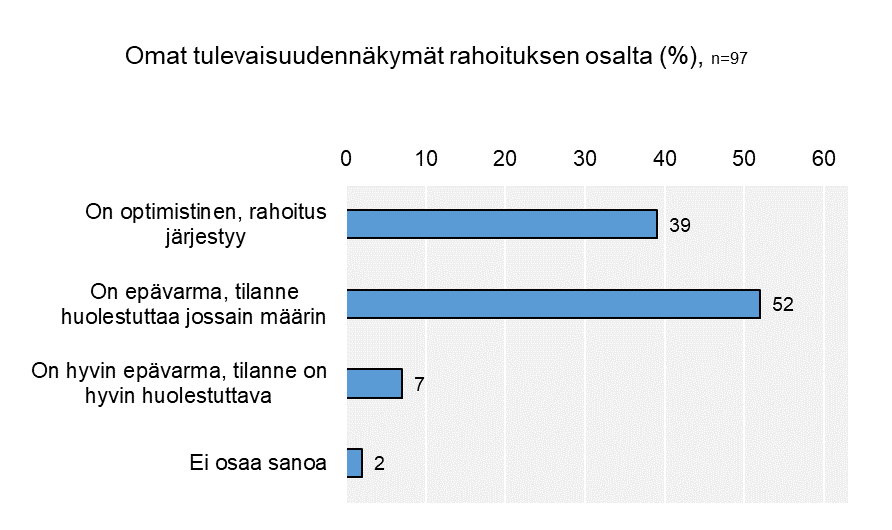 Omat tulevaisuudennäkymät rahoituksen osalta (%), n=97
0 10 20 30 40 50 60
On optimistinen, rahoitus
järjestyy
39
On epävarma, tilanne
huolestuttaa jossain määrin
52
On hyvin epävarma, tilanne on
hyvin huolestuttava
7
Ei osaa sanoa
2